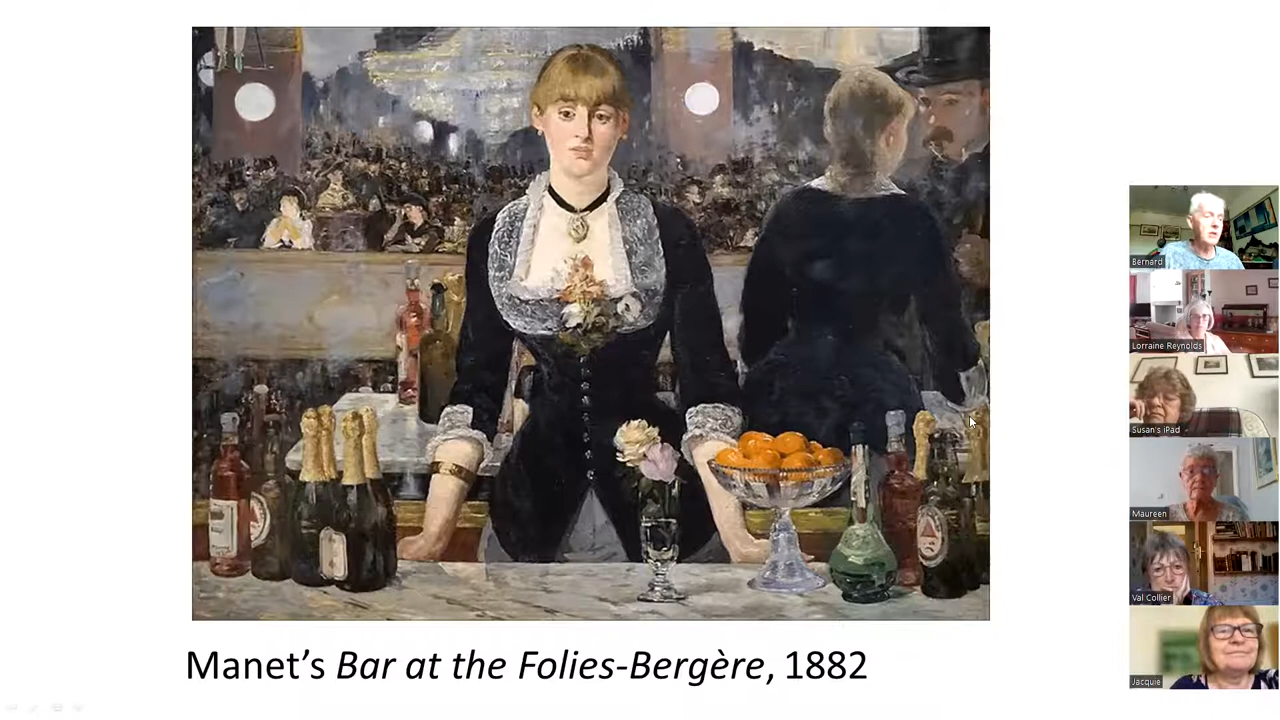 Bernard
Lorraine Reynolds
Susan's iPad
Maureen
Val Collier
Jacquie
Manet's Bar at the Folies-Bergère, 1882